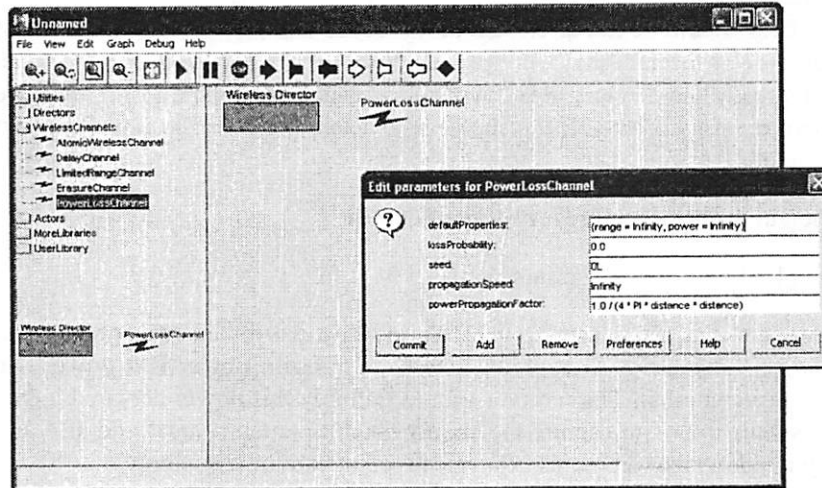 Unnamed
File View Edit Graph Debug Help
Utilities
Directors
WirelessChannels
AtomicWirelessChannel
DelayChannel
LimitedRangeChannel
ErasureChannel
PowerLossChannel
Actors
MoreLibraries
UserLibrary
Wireless Director
PowerLossChannel
Edit parameters for PowerLossChannel
defaultProperties: {range = Infinity, power = Infinity}
lossProbability: 0.0
seed: 0L
propagationSpeed: Infinity
powerPropagationFactor: 1.0 / (4 * PI * distance * distance)
Commit Add Remove Preferences Help Cancel
Wireless Director
PowerLossChannel